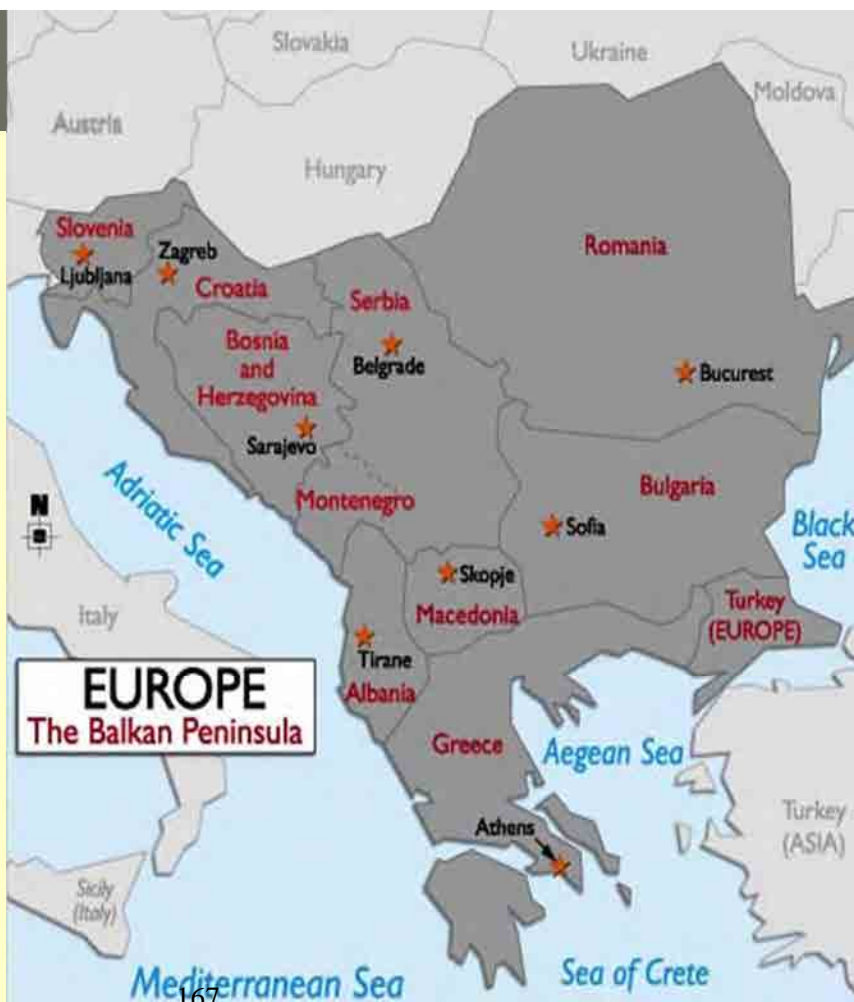 Slovakia
Ukraine
Moldova
Austria
Hungary
Slovenia
Ljubljana
Zagreb
Croatia
Romania
Serbia
Belgrade
Bosnia
and
Herzegovina
Sarajevo
Bucurest
Montenegro
Bulgaria
Sofia
Adriatic Sea
N
Black
Sea
Italy
Skopje
Macedonia
Turkey
(EUROPE)
Tirane
Albania
EUROPE
The Balkan Peninsula
Greece
Aegean Sea
Athens
Turkey
(ASIA)
Sicily
(Italy)
Mediterranean Sea
Sea of Crete
167